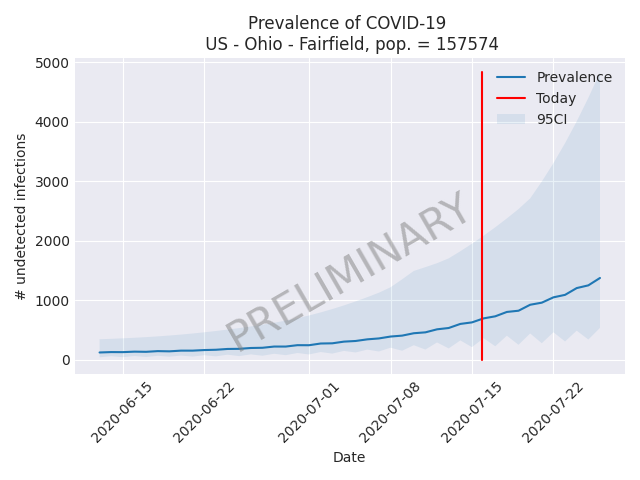 Prevalence of COVID-19
US - Ohio - Fairfield, pop. = 157574
5000
4000
3000
2000
1000
0
# undetected infections
Prevalence
Today
95CI
PRELIMINARY
2020-06-15
2020-06-22
2020-07-01
2020-07-08
2020-07-15
2020-07-22
Date